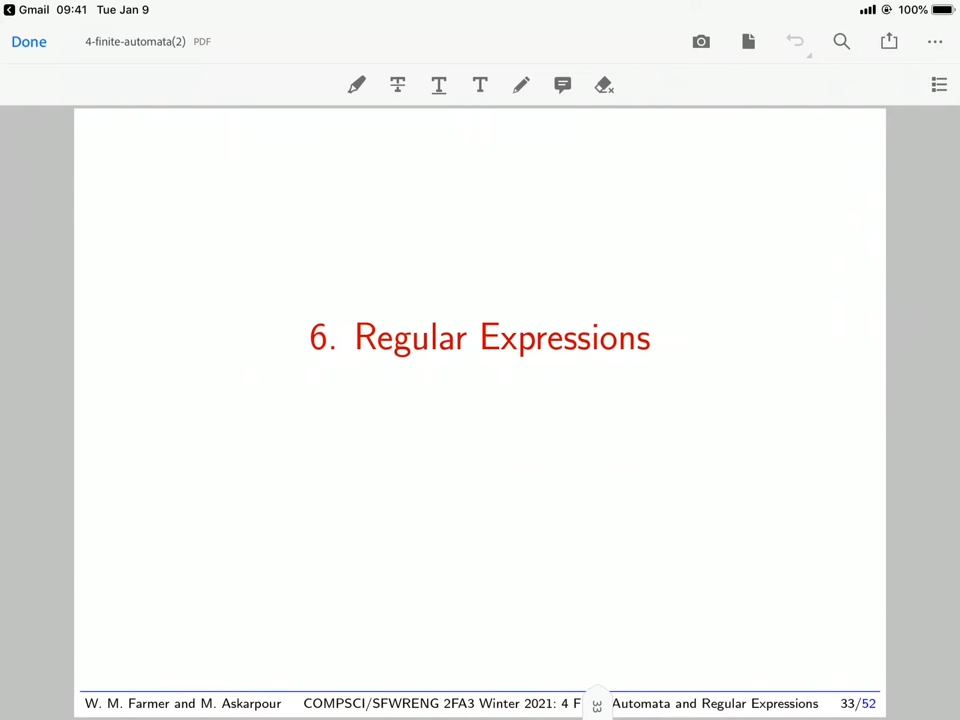 Gmail 09:41 Tue Jan 9 100%
Done 4-finite-automata(2) PDF
6. Regular Expressions
W. M. Farmer and M. Askarpour COMPSCI/SFWRENG 2FA3 Winter 2021: 4 F Automata and Regular Expressions 33/52
33